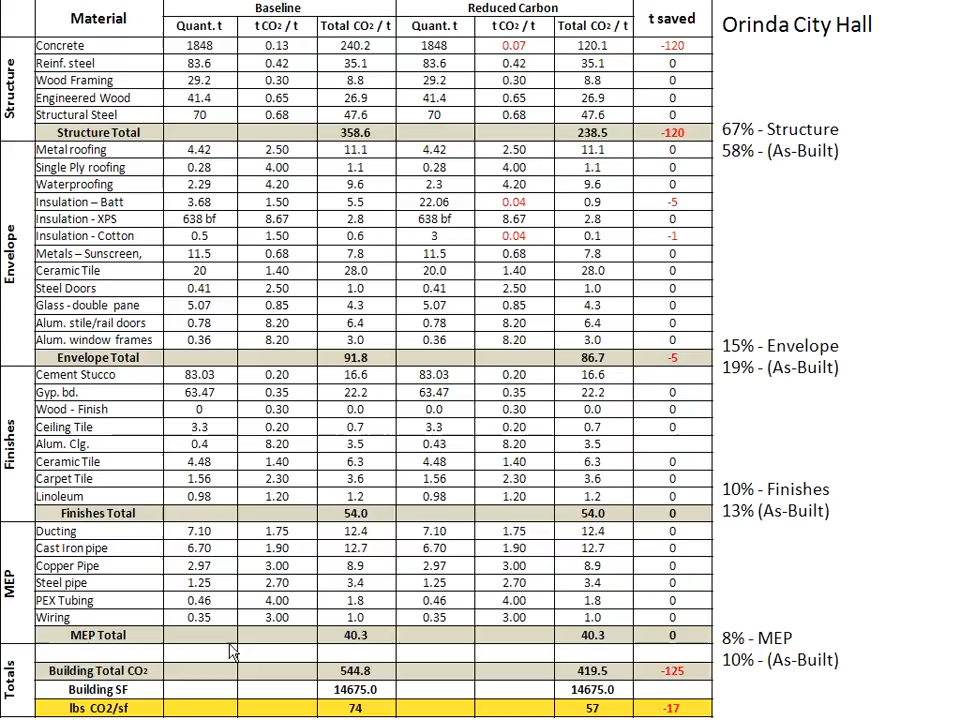 Material Baseline Reduced Carbon t saved
Quant. t t CO₂ / t Total CO₂ / t Quant. t t CO₂ / t Total CO₂ / t
Orinda City Hall
Structure
Concrete 1848 0.13 240.2 1848 0.07 120.1 -120
Reinf. steel 83.6 0.42 35.1 83.6 0.42 35.1 0
Wood Framing 29.2 0.30 8.8 29.2 0.30 8.8 0
Engineered Wood 41.4 0.65 26.9 41.4 0.65 26.9 0
Structural Steel 70 0.68 47.6 70 0.68 47.6 0
Structure Total 358.6 238.5 -120
67% - Structure
58% - (As-Built)
Envelope
Metal roofing 4.42 2.50 11.1 4.42 2.50 11.1 0
Single Ply roofing 0.28 4.00 1.1 0.28 4.00 1.1 0
Waterproofing 2.29 4.20 9.6 2.3 4.20 9.6 0
Insulation – Batt 3.68 1.50 5.5 22.06 0.04 0.9 -5
Insulation - XPS 638 bf 8.67 2.8 638 bf 8.67 2.8 0
Insulation - Cotton 0.5 1.50 0.6 3 0.04 0.1 -1
Metals – Sunscreen, 11.5 0.68 7.8 11.5 0.68 7.8 0
Ceramic Tile 20 1.40 28.0 20.0 1.40 28.0 0
Steel Doors 0.41 2.50 1.0 0.41 2.50 1.0 0
Glass - double pane 5.07 0.85 4.3 5.07 0.85 4.3 0
Alum. stile/rail doors 0.78 8.20 6.4 0.78 8.20 6.4 0
Alum. window frames 0.36 8.20 3.0 0.36 8.20 3.0 0
Envelope Total 91.8 86.7 -5
15% - Envelope
19% - (As-Built)
Finishes
Cement Stucco 83.03 0.20 16.6 83.03 0.20 16.6
Gyp. bd. 63.47 0.35 22.2 63.47 0.35 22.2 0
Wood - Finish 0 0.30 0.0 0.0 0.30 0.0 0
Ceiling Tile 3.3 0.20 0.7 3.3 0.20 0.7 0
Alum. Clg. 0.4 8.20 3.5 0.43 8.20 3.5
Ceramic Tile 4.48 1.40 6.3 4.48 1.40 6.3 0
Carpet Tile 1.56 2.30 3.6 1.56 2.30 3.6 0
Linoleum 0.98 1.20 1.2 0.98 1.20 1.2 0
Finishes Total 54.0 54.0 0
10% - Finishes
13% (As-Built)
MEP
Ducting 7.10 1.75 12.4 7.10 1.75 12.4 0
Cast Iron pipe 6.70 1.90 12.7 6.70 1.90 12.7 0
Copper Pipe 2.97 3.00 8.9 2.97 3.00 8.9 0
Steel pipe 1.25 2.70 3.4 1.25 2.70 3.4 0
PEX Tubing 0.46 4.00 1.8 0.46 4.00 1.8 0
Wiring 0.35 3.00 1.0 0.35 3.00 1.0 0
MEP Total 40.3 40.3 0
8% - MEP
10% - (As-Built)
Totals
Building Total CO₂ 544.8 419.5 -125
Building SF 14675.0 14675.0
lbs CO2/sf 74 57 -17